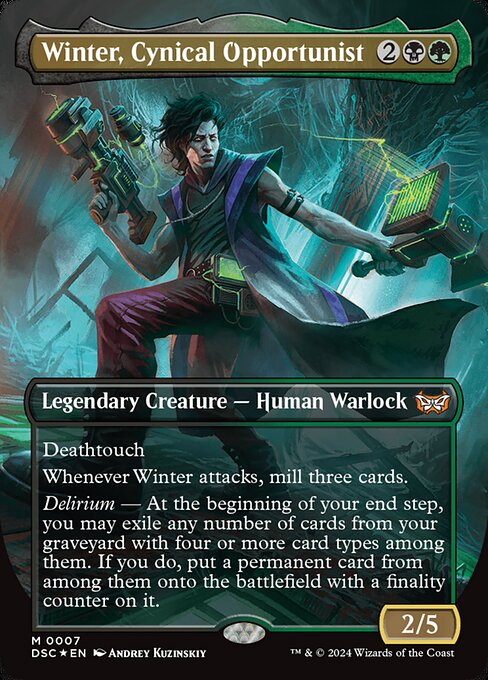 Winter, Cynical Opportunist 2
Legendary Creature — Human Warlock
Deathtouch
Whenever Winter attacks, mill three cards.
Delirium — At the beginning of your end step,
you may exile any number of cards from your
graveyard with four or more card types among
them. If you do, put a permanent card from
among them onto the battlefield with a finality
counter on it.
2/5
M 0007
DSC★EN Andrey Kuzinskiy
™ & © 2024 Wizards of the Coast